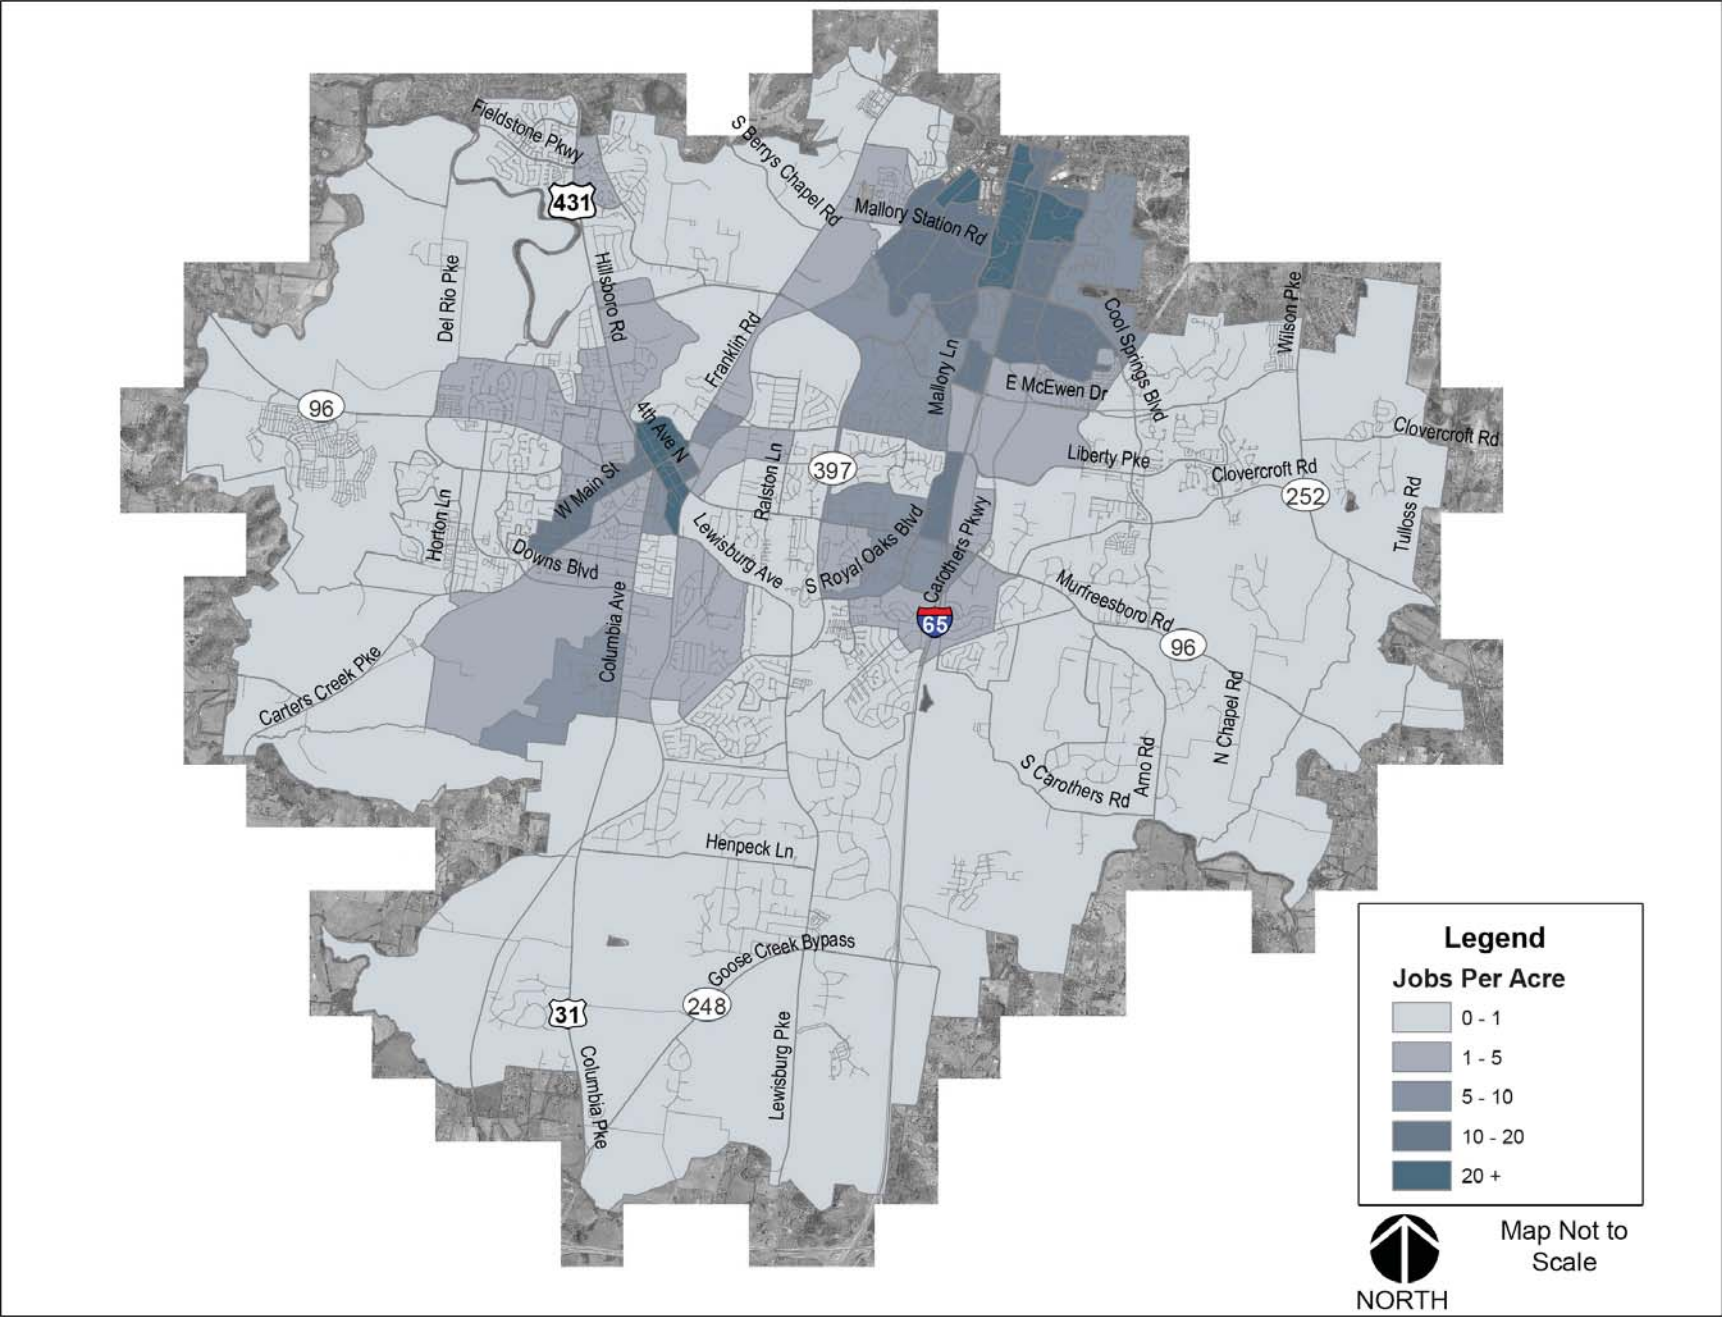 Fieldstone Pkwy
S Berrys Chapel Rd
431
Mallory Station Rd
Del Rio Pke
Hillsboro Rd
Franklin Rd
Mallory Ln
Cool Springs Blvd
Wilson Pke
E McEwen Dr
96
4th Ave N
Liberty Pke
Clovercroft Rd
Clovercroft Rd
252
Tulloss Rd
397
Ralston Ln
W Main St
Horton Ln
Downs Blvd
Lewisburg Ave
S Royal Oaks Blvd
Carothers Pkwy
65
Murfreesboro Rd
96
Columbia Ave
Carters Creek Pke
N Chapel Rd
Arno Rd
S Carothers Rd
Henpeck Ln
Goose Creek Bypass
248
31
Columbia Pke
Lewisburg Pke
Legend
Jobs Per Acre
0 - 1
1 - 5
5 - 10
10 - 20
20 +
Map Not to
Scale
NORTH